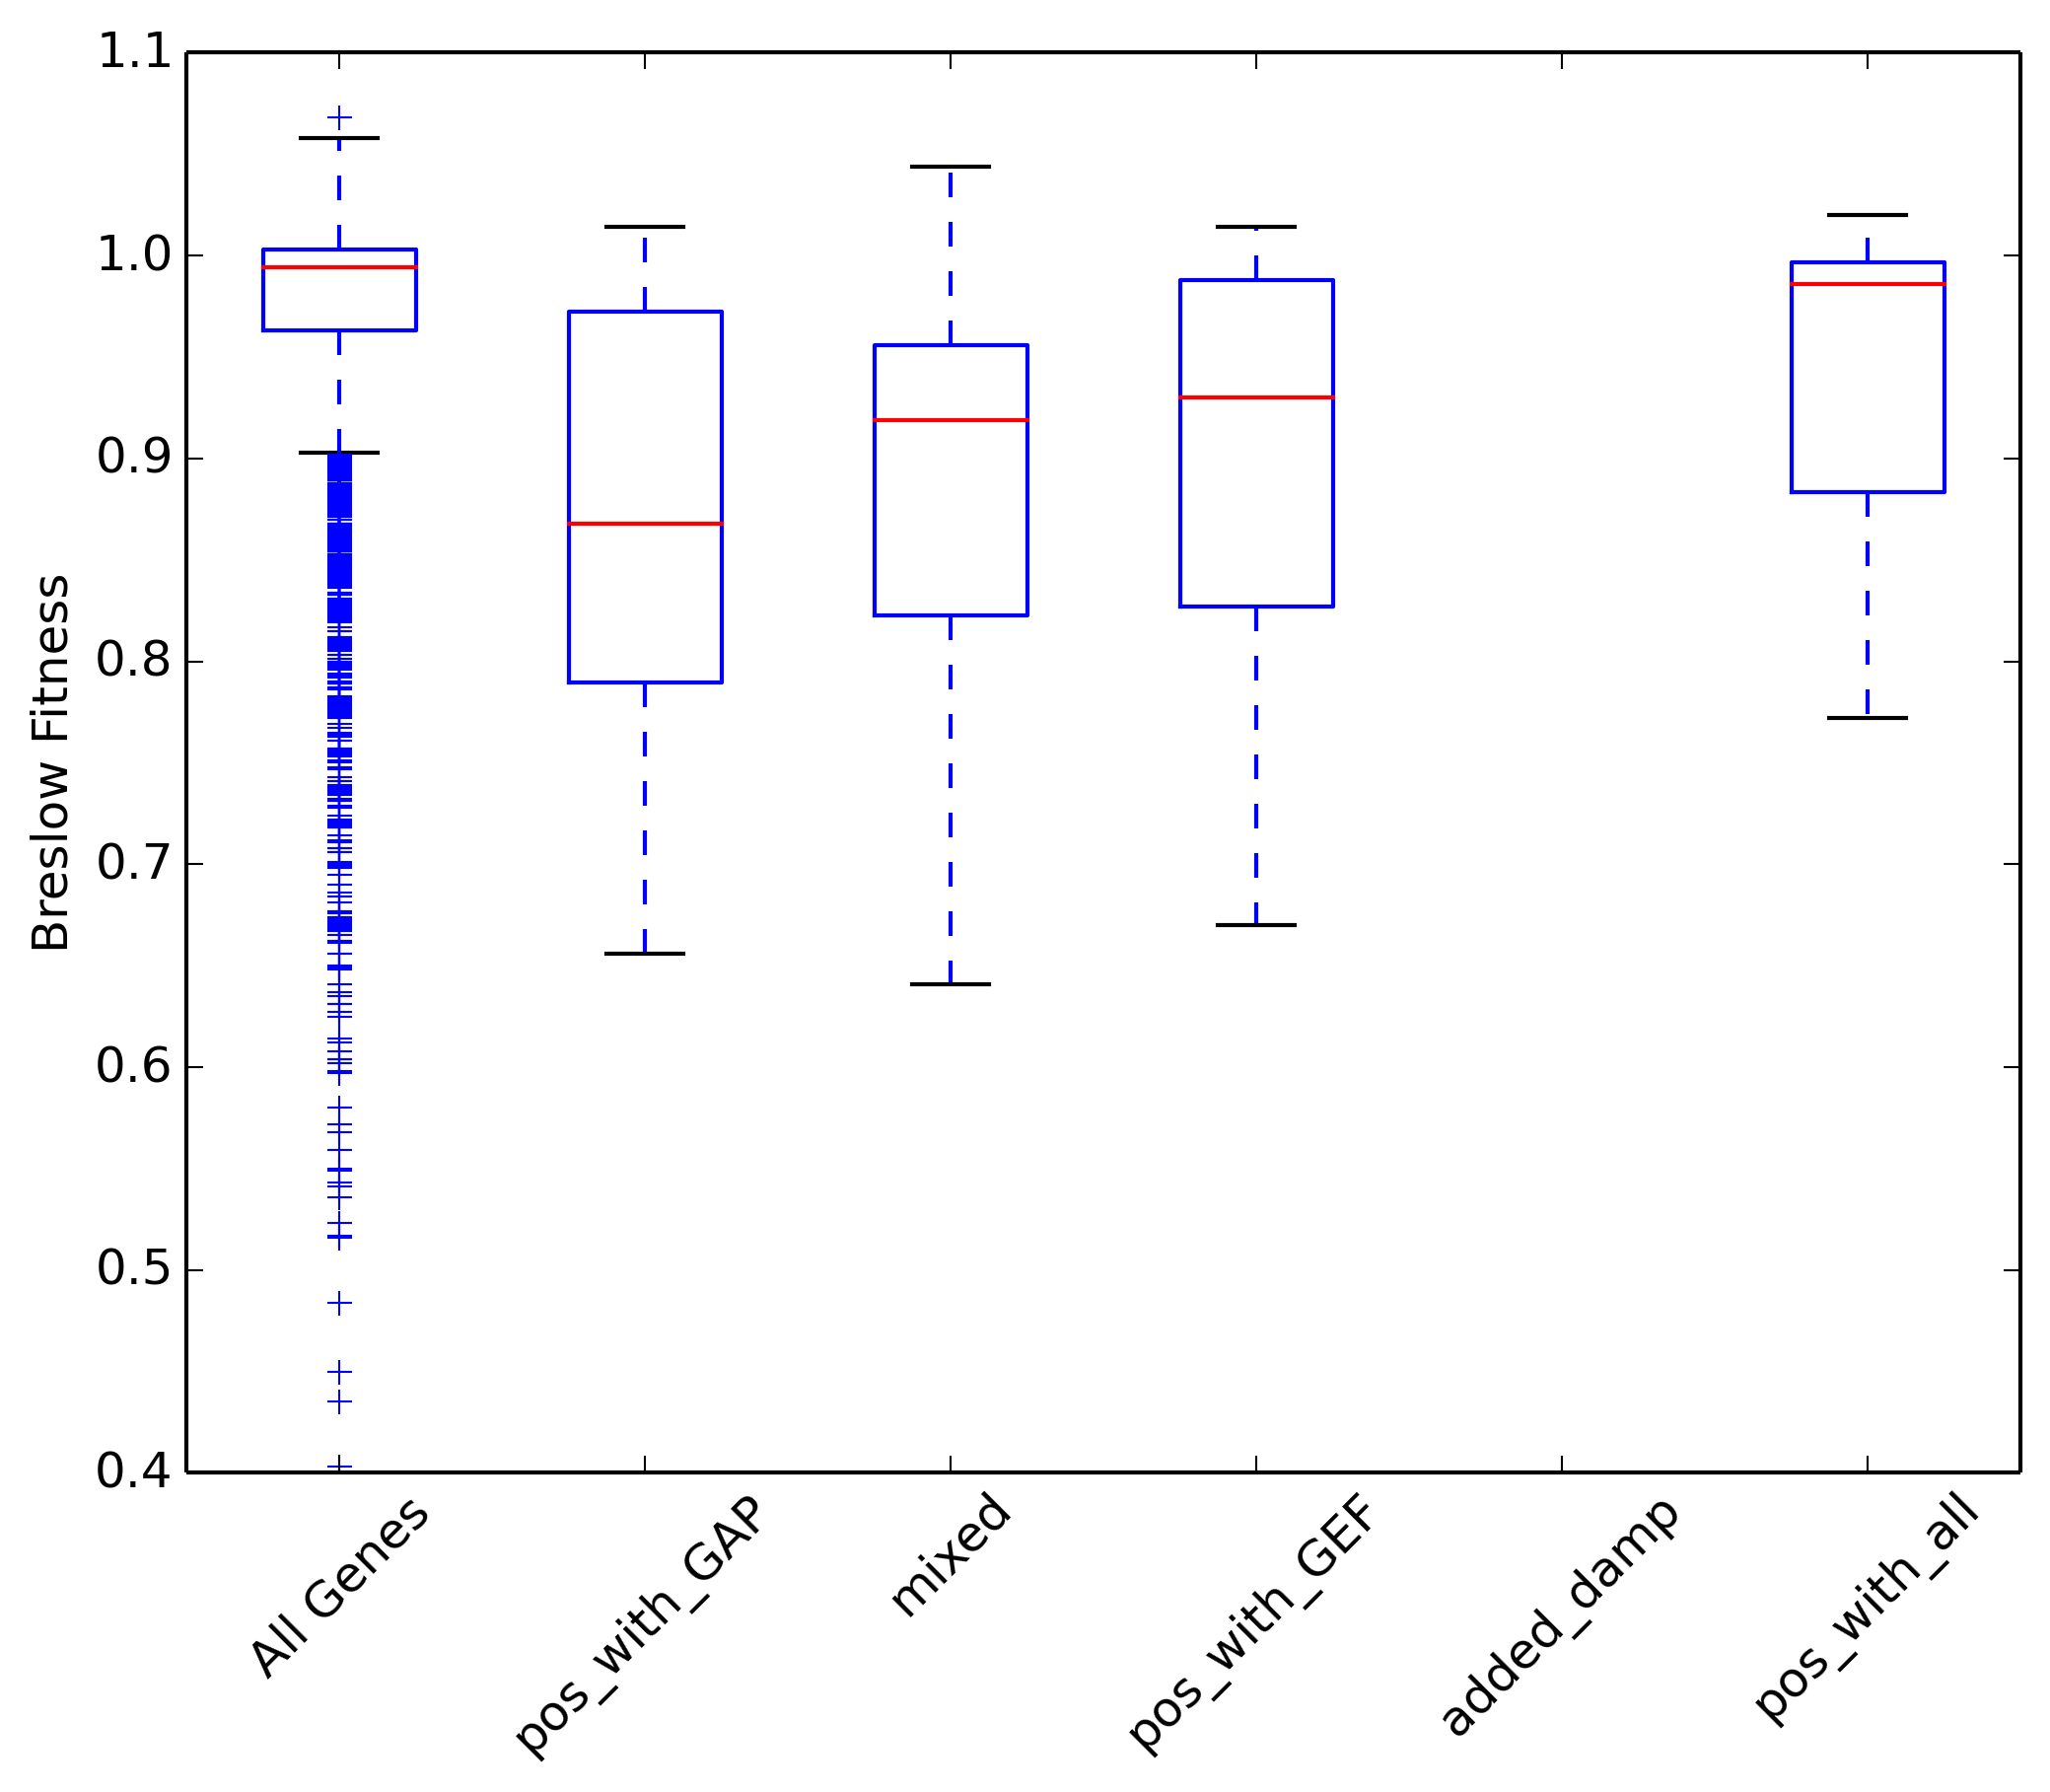 1.1
1.0
0.9
0.8
0.7
0.6
0.5
0.4
Breslow Fitness
All Genes
pos_with_GAP
mixed
pos_with_GEF
added_damp
pos_with_all